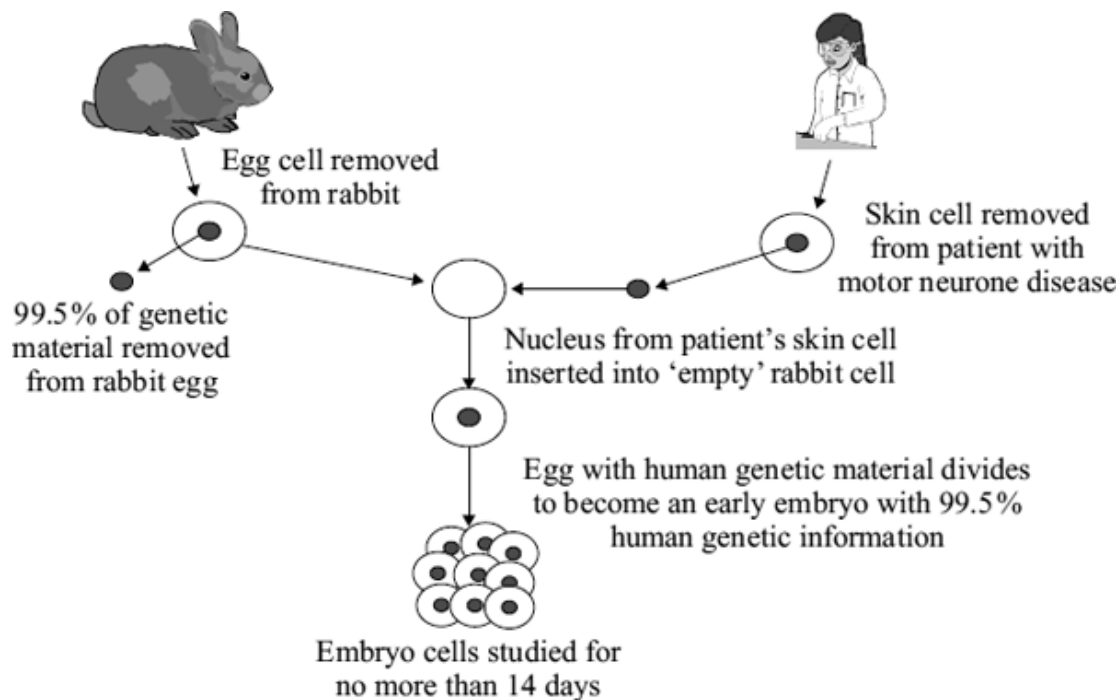 Egg cell removed
from rabbit
Skin cell removed
from patient with
motor neurone disease
99.5% of genetic
material removed
from rabbit egg
Nucleus from patient’s skin cell
inserted into ‘empty’ rabbit cell
Egg with human genetic material divides
to become an early embryo with 99.5%
human genetic information
Embryo cells studied for
no more than 14 days